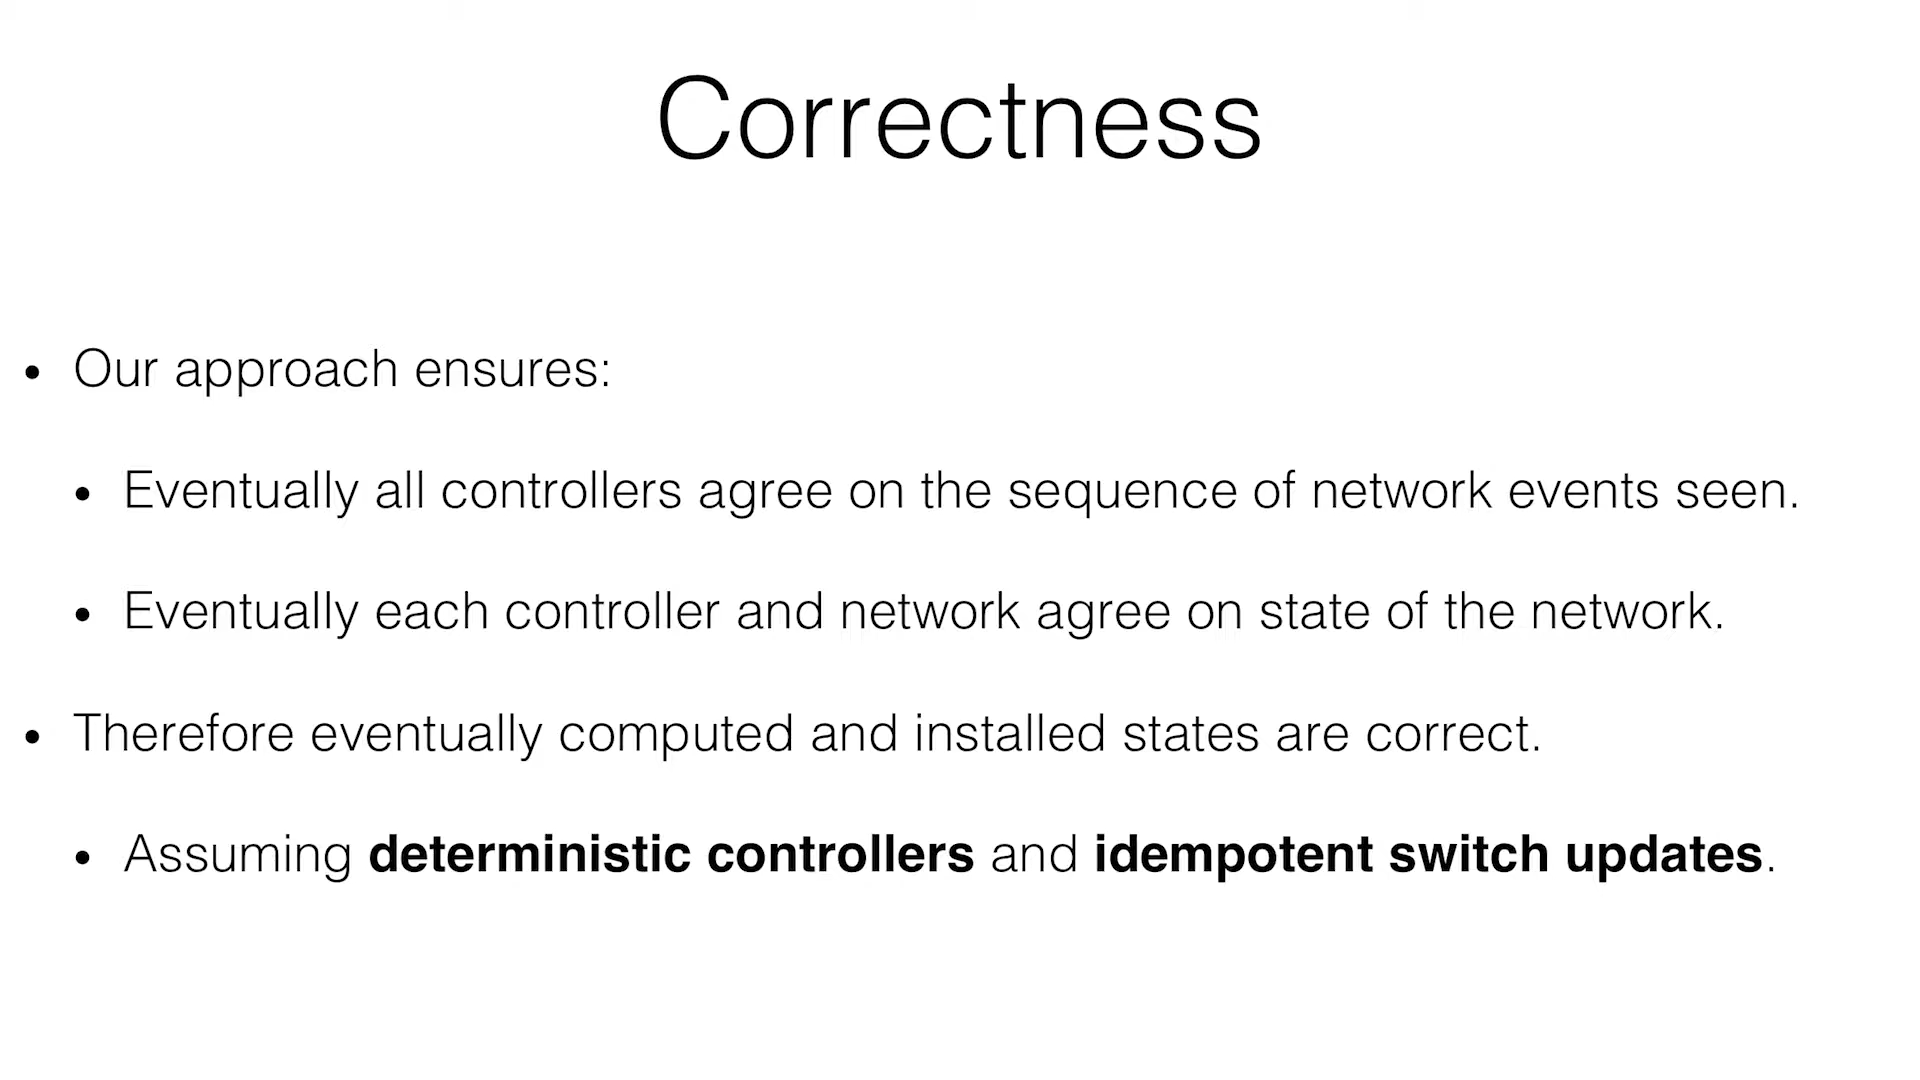 Correctness
• Our approach ensures:
• Eventually all controllers agree on the sequence of network events seen.
• Eventually each controller and network agree on state of the network.
• Therefore eventually computed and installed states are correct.
• Assuming deterministic controllers and idempotent switch updates.